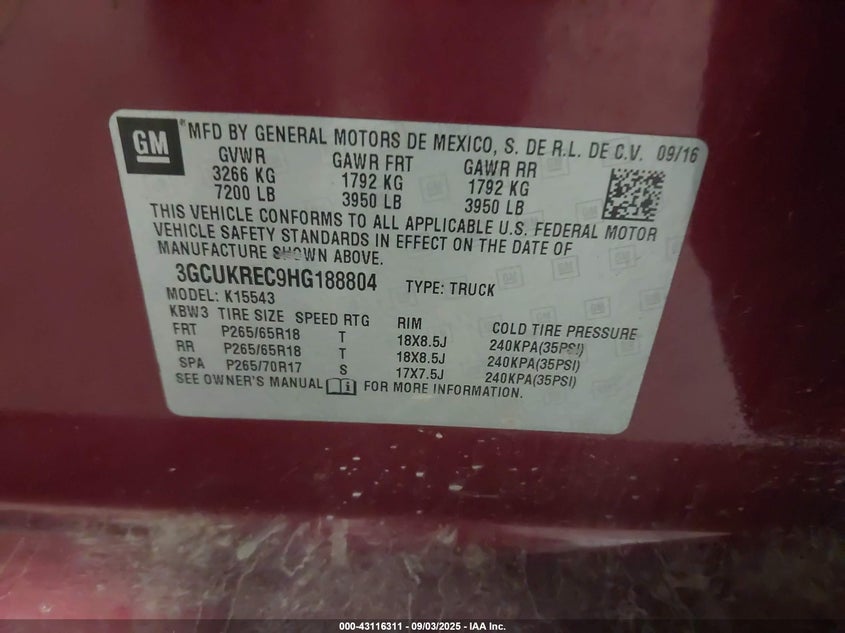 GM ® MFD BY GENERAL MOTORS DE MEXICO, S. DE R.L. DE C.V. 09/16
GVWR GAWR FRT GAWR RR
3266 KG 1792 KG 1792 KG
7200 LB 3950 LB 3950 LB
THIS VEHICLE CONFORMS TO ALL APPLICABLE U.S. FEDERAL MOTOR
VEHICLE SAFETY STANDARDS IN EFFECT ON THE DATE OF
MANUFACTURE SHOWN ABOVE.
3GCUKREC9HG188804 TYPE: TRUCK
MODEL: K15543
KBW3 TIRE SIZE SPEED RTG RIM COLD TIRE PRESSURE
FRT P265/65R18 T 18X8.5J 240KPA(35PSI)
RR P265/65R18 T 18X8.5J 240KPA(35PSI)
SPA P265/70R17 S 17X7.5J 240KPA(35PSI)
SEE OWNER'S MANUAL FOR MORE INFORMATION.
000-43116311 - 09/03/2025 - IAA Inc.